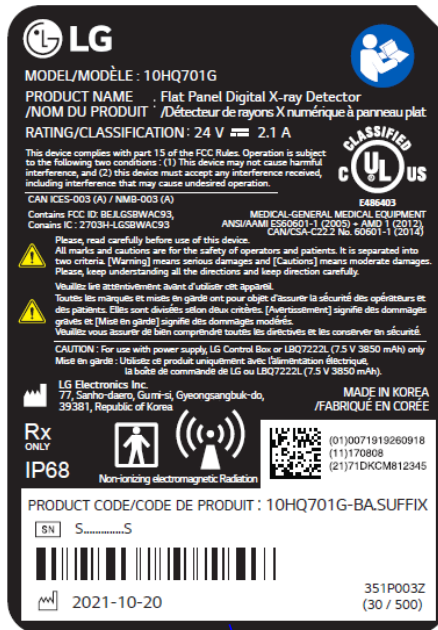 LG
MODEL/MODÈLE : 10HQ701G
PRODUCT NAME : Flat Panel Digital X-ray Detector
/NOM DU PRODUIT /Détecteur de rayons X numérique à panneau plat
RATING/CLASSIFICATION : 24 V 2.1 A
This device complies with part 15 of the FCC Rules. Operation is subject
to the following two conditions : (1) This device may not cause harmful
interference, and (2) this device must accept any interference received,
including interference that may cause undesired operation.
CLASSIFIED
C UL US
E486403
CAN ICES-003 (A) / NMB-003 (A)
Contains FCC ID: BEJLGSBWAC93,
Conains IC : 2703H-LGSBWAC93
MEDICAL-GENERAL MEDICAL EQUIPMENT
ANSI/AAMI ES60601-1 (2005) + AMD 1 (2012)
CAN/CSA-C22.2 No. 60601-1 (2014)
Please, read carefully before use of this device.
All marks and cautions are for the safety of operators and patients. It is separated into
two criteria. [Warning] means serious damages and [Cautions] means moderate damages.
Please, keep understanding all the directions and keep direction carefully.
Veuillez lire attentivement avant d'utiliser cet appareil.
Toutes les marques et mises en garde ont pour objet d'assurer la sécurité des opérateurs et
des patients. Elles sont divisées selon deux critères. [Avertissement] signifie des dommages
graves et [Mise en garde] signifie des dommages modérés.
Veuillez vous assurer de bien comprendre toutes les directives et les conserver en sécurité.
CAUTION : For use with power supply, LG Control Box or LBQ7222L (7.5 V 3850 mAh) only
Mise en garde : Utilisez ce produit uniquement avec l'alimentation électrique,
la boîte de commande de LG ou LBQ7222L (7.5 V 3850 mAh).
LG Electronics Inc.
77, Sanho-daero, Gumi-si, Gyeongsangbuk-do,
39381, Republic of Korea
MADE IN KOREA
/FABRIQUÉ EN CORÉE
Rx
ONLY
IP68
Non-ionizing electromagnetic Radiation
(01)0071919260918
(11)170808
(21)71DKCM812345
PRODUCT CODE/CODE DE PRODUIT : 10HQ701G-BA.SUFFIX
SN S..............S
2021-10-20
351P003Z
(30 / 500)